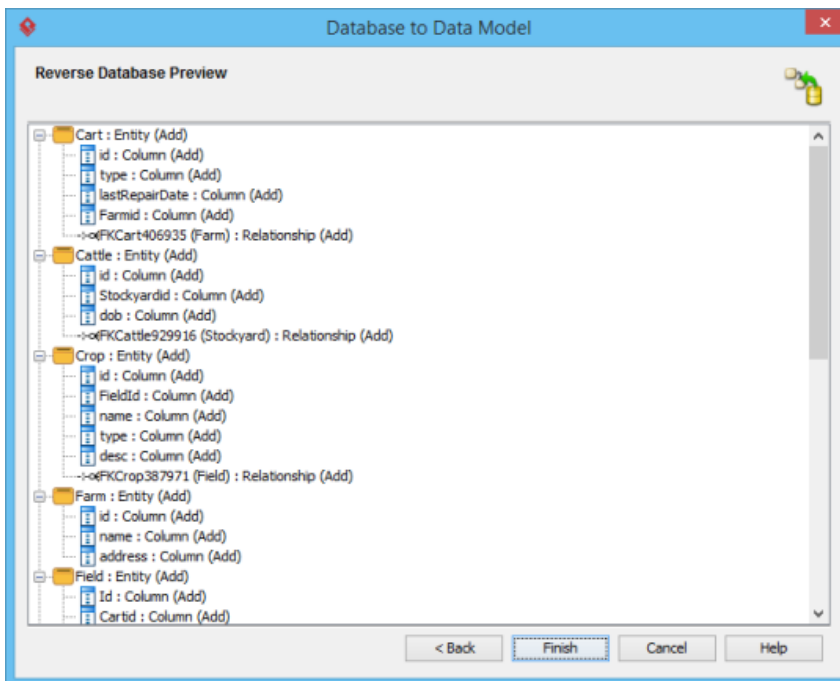 Database to Data Model
Reverse Database Preview
Cart : Entity (Add)
id : Column (Add)
type : Column (Add)
lastRepairDate : Column (Add)
Farmid : Column (Add)
FKCart406935 (Farm) : Relationship (Add)
Cattle : Entity (Add)
id : Column (Add)
Stockyardid : Column (Add)
dob : Column (Add)
FKCattle929916 (Stockyard) : Relationship (Add)
Crop : Entity (Add)
id : Column (Add)
FieldId : Column (Add)
name : Column (Add)
type : Column (Add)
desc : Column (Add)
FKCrop387971 (Field) : Relationship (Add)
Farm : Entity (Add)
id : Column (Add)
name : Column (Add)
address : Column (Add)
Field : Entity (Add)
Id : Column (Add)
Cartid : Column (Add)
< Back Finish Cancel Help